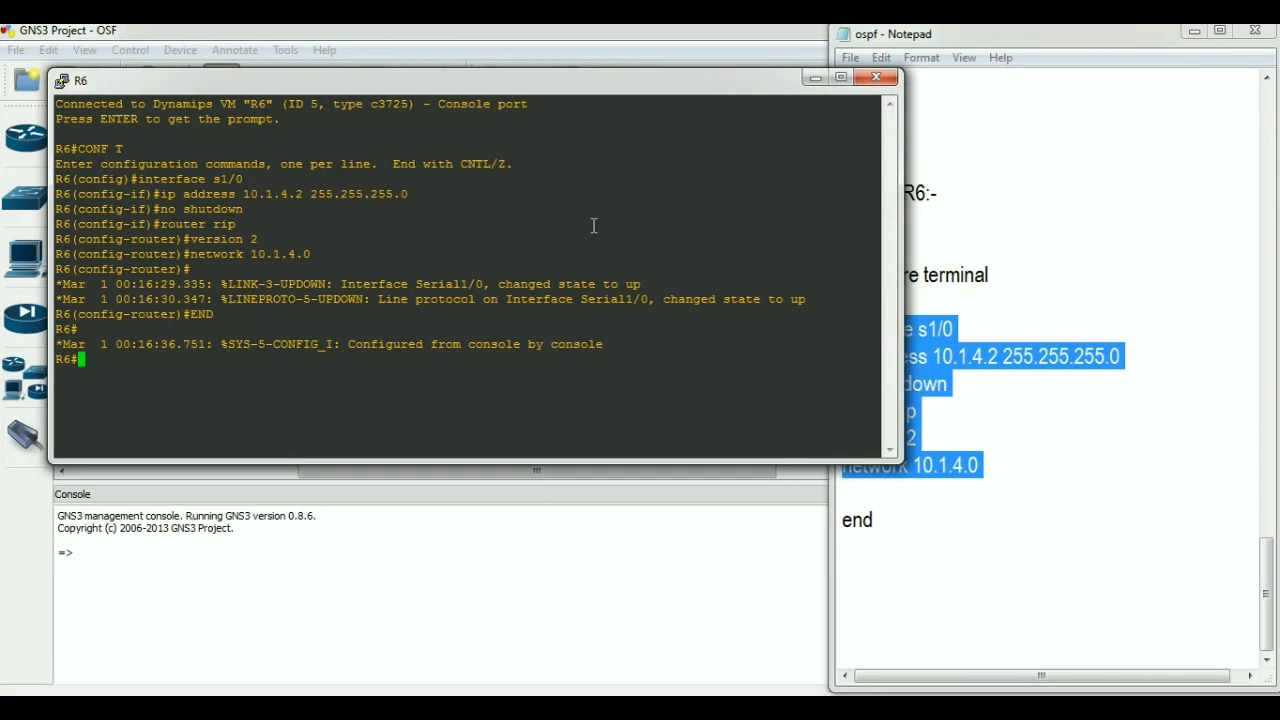 GNS3 Project - OSF
File Edit View Control Device Annotate Tools Help
R6
Connected to Dynamips VM "R6" (ID 5, type c3725) - Console port
Press ENTER to get the prompt.
R6#CONF T
Enter configuration commands, one per line.  End with CNTL/Z.
R6(config)#interface s1/0
R6(config-if)#ip address 10.1.4.2 255.255.255.0
R6(config-if)#no shutdown
R6(config-if)#router rip
R6(config-router)#version 2
R6(config-router)#network 10.1.4.0
R6(config-router)#
*Mar  1 00:16:29.335: %LINK-3-UPDOWN: Interface Serial1/0, changed state to up
*Mar  1 00:16:30.347: %LINEPROTO-5-UPDOWN: Line protocol on Interface Serial1/0, changed state to up
R6(config-router)#END
R6#
*Mar  1 00:16:36.751: %SYS-5-CONFIG_I: Configured from console by console
R6#
Console
GNS3 management console. Running GNS3 version 0.8.6.
Copyright (c) 2006-2013 GNS3 Project.
=>
ospf - Notepad
File Edit Format View Help
R6:-
re terminal
e s1/0
ess 10.1.4.2 255.255.255.0
down
p
2
network 10.1.4.0
end